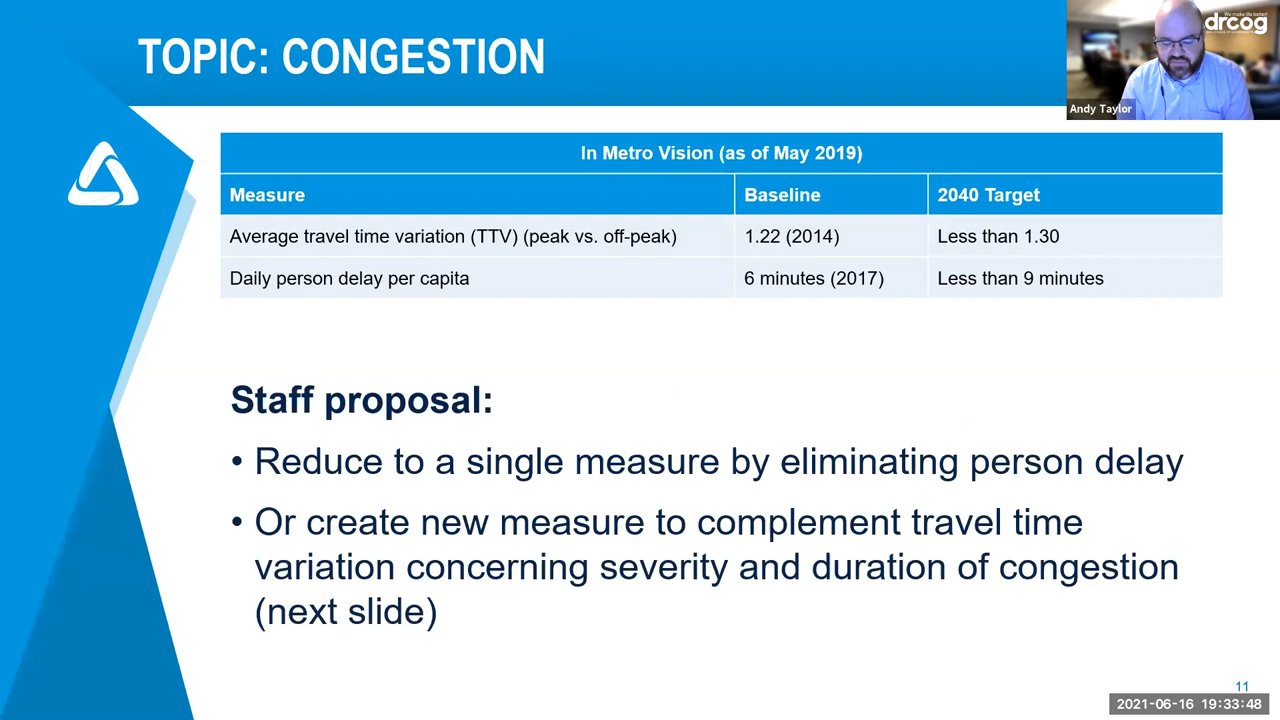 TOPIC: CONGESTION
We make life better!
drcog
Andy Taylor
In Metro Vision (as of May 2019)
Measure Baseline 2040 Target
Average travel time variation (TTV) (peak vs. off-peak) 1.22 (2014) Less than 1.30
Daily person delay per capita 6 minutes (2017) Less than 9 minutes
Staff proposal:
• Reduce to a single measure by eliminating person delay
• Or create new measure to complement travel time
variation concerning severity and duration of congestion
(next slide)
11
2021-06-16 19:33:48